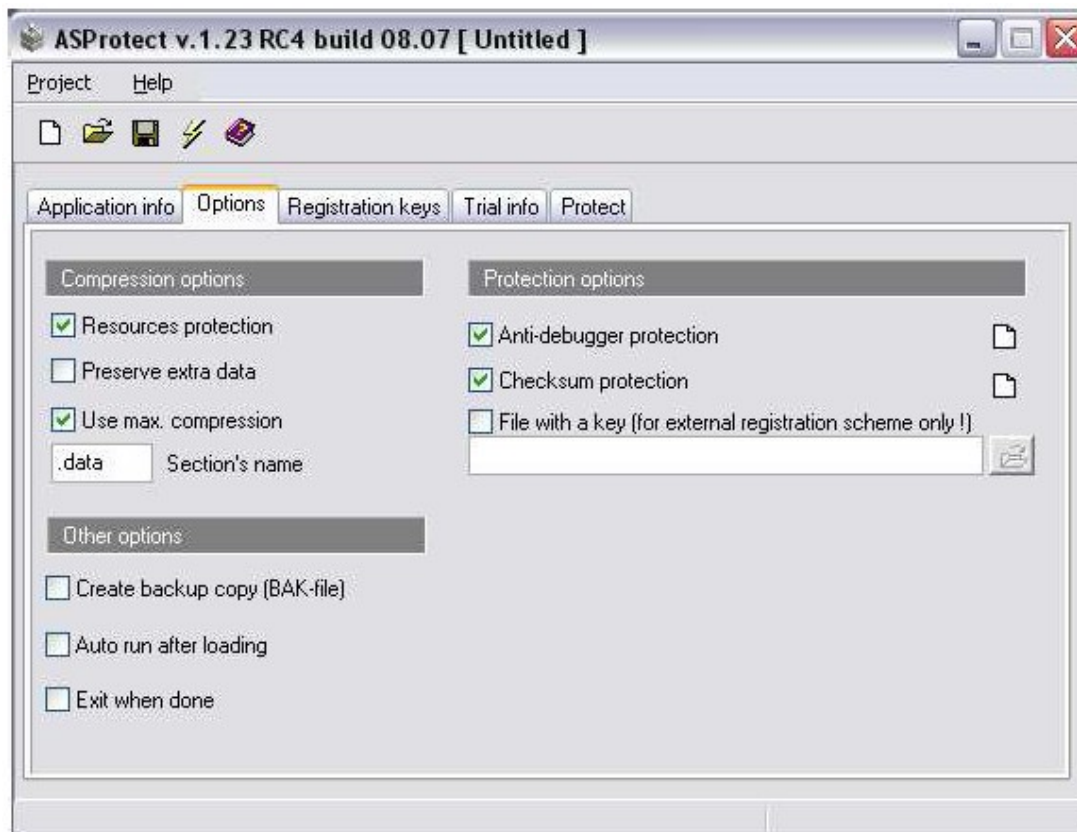 ASProtect v.1.23 RC4 build 08.07 [ Untitled ]
Project Help
Application info Options Registration keys Trial info Protect
Compression options
Resources protection
Preserve extra data
Use max. compression
.data Section's name
Protection options
Anti-debugger protection
Checksum protection
File with a key (for external registration scheme only !)
Other options
Create backup copy (BAK-file)
Auto run after loading
Exit when done